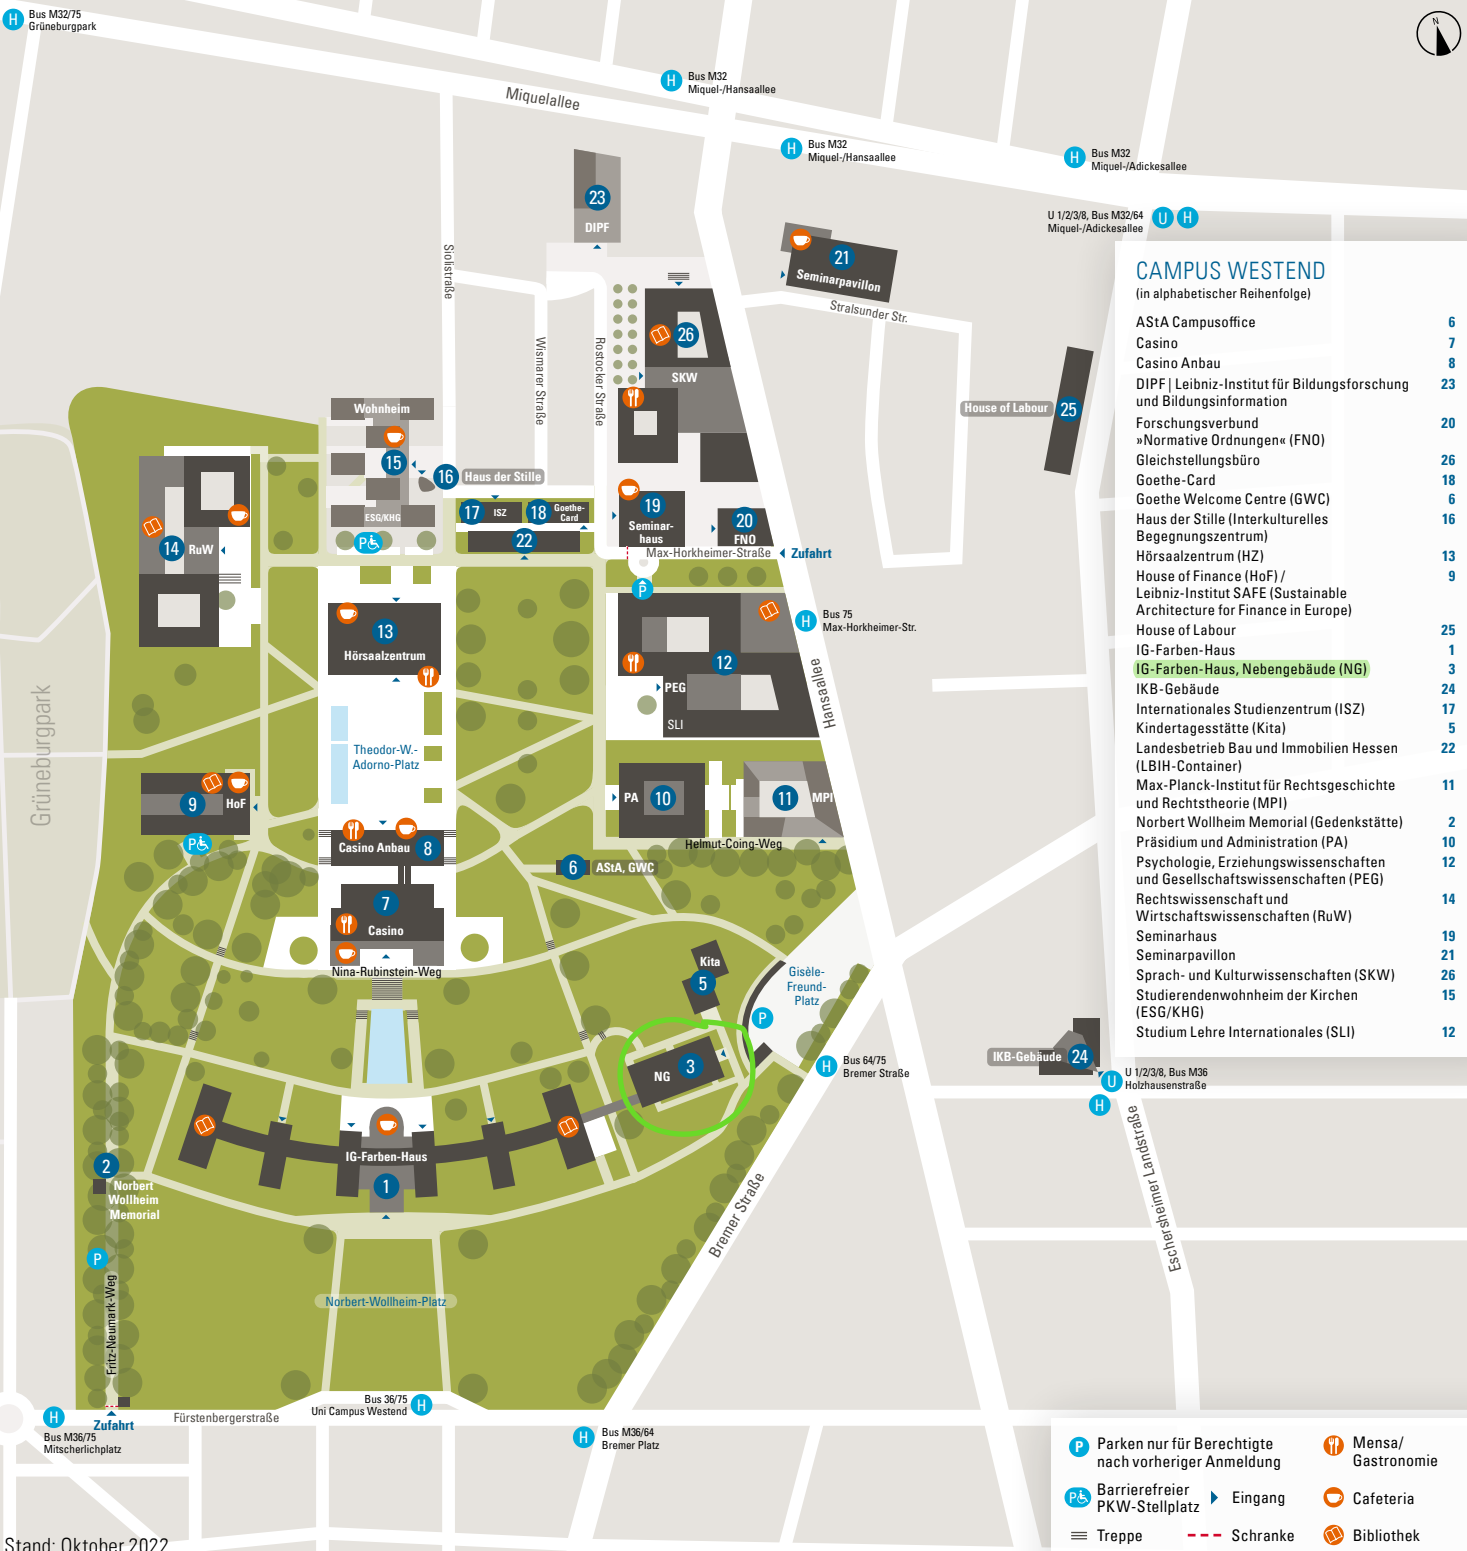 Bus M32/75
Grüneburgpark
N
Bus M32
Miquel-/Hansaallee
Miquelallee
Bus M32
Miquel-/Hansaallee
Bus M32
Miquel-/Adickesallee
U 1/2/3/8, Bus M32/64
Miquel-/Adickesallee
23
DIPF
Siolistraße
Wismarer Straße
Rostocker Straße
21
Seminarpavillon
Stralsunder Str.
26
SKW
House of Labour
25
Wohnheim
15
16
Haus der Stille
ESG/KHG
17
ISZ
18
Goethe-
Card
22
19
Seminar-
haus
20
FNO
Max-Horkheimer-Straße
Zufahrt
14
RuW
Bus 75
Max-Horkheimer-Str.
13
Hörsaalzentrum
12
PEG
SLI
Hansaallee
Grüneburgpark
Theodor-W.-
Adorno-Platz
9
HoF
PA
10
11
MPI
Helmut-Coing-Weg
Casino Anbau
8
6
AStA, GWC
7
Casino
Nina-Rubinstein-Weg
Kita
5
Gisèle-
Freund-
Platz
NG
3
Bus 64/75
Bremer Straße
IKB-Gebäude
24
U 1/2/3/8, Bus M36
Holzhausenstraße
IG-Farben-Haus
1
2
Norbert
Wollheim
Memorial
Bremer Straße
Eschersheimer Landstraße
Norbert-Wollheim-Platz
Fritz-Neumark-Weg
Zufahrt
Fürstenbergerstraße
Bus 36/75
Uni Campus Westend
Bus M36/75
Mitscherlichplatz
Bus M36/64
Bremer Platz
Stand: Oktober 2022
CAMPUS WESTEND
(in alphabetischer Reihenfolge)
AStA Campusoffice 6
Casino 7
Casino Anbau 8
DIPF | Leibniz-Institut für Bildungsforschung 23
und Bildungsinformation
Forschungsverbund 20
»Normative Ordnungen« (FNO)
Gleichstellungsbüro 26
Goethe-Card 18
Goethe Welcome Centre (GWC) 6
Haus der Stille (Interkulturelles 16
Begegnungszentrum)
Hörsaalzentrum (HZ) 13
House of Finance (HoF) / 9
Leibniz-Institut SAFE (Sustainable
Architecture for Finance in Europe)
House of Labour 25
IG-Farben-Haus 1
IG-Farben-Haus, Nebengebäude (NG) 3
IKB-Gebäude 24
Internationales Studienzentrum (ISZ) 17
Kindertagesstätte (Kita) 5
Landesbetrieb Bau und Immobilien Hessen 22
(LBIH-Container)
Max-Planck-Institut für Rechtsgeschichte 11
und Rechtstheorie (MPI)
Norbert Wollheim Memorial (Gedenkstätte) 2
Präsidium und Administration (PA) 10
Psychologie, Erziehungswissenschaften 12
und Gesellschaftswissenschaften (PEG)
Rechtswissenschaft und 14
Wirtschaftswissenschaften (RuW)
Seminarhaus 19
Seminarpavillon 21
Sprach- und Kulturwissenschaften (SKW) 26
Studierendenwohnheim der Kirchen 15
(ESG/KHG)
Studium Lehre Internationales (SLI) 12
P Parken nur für Berechtigte
nach vorheriger Anmeldung
Mensa/
Gastronomie
P Barrierefreier
PKW-Stellplatz
Eingang
Cafeteria
Treppe
Schranke
Bibliothek